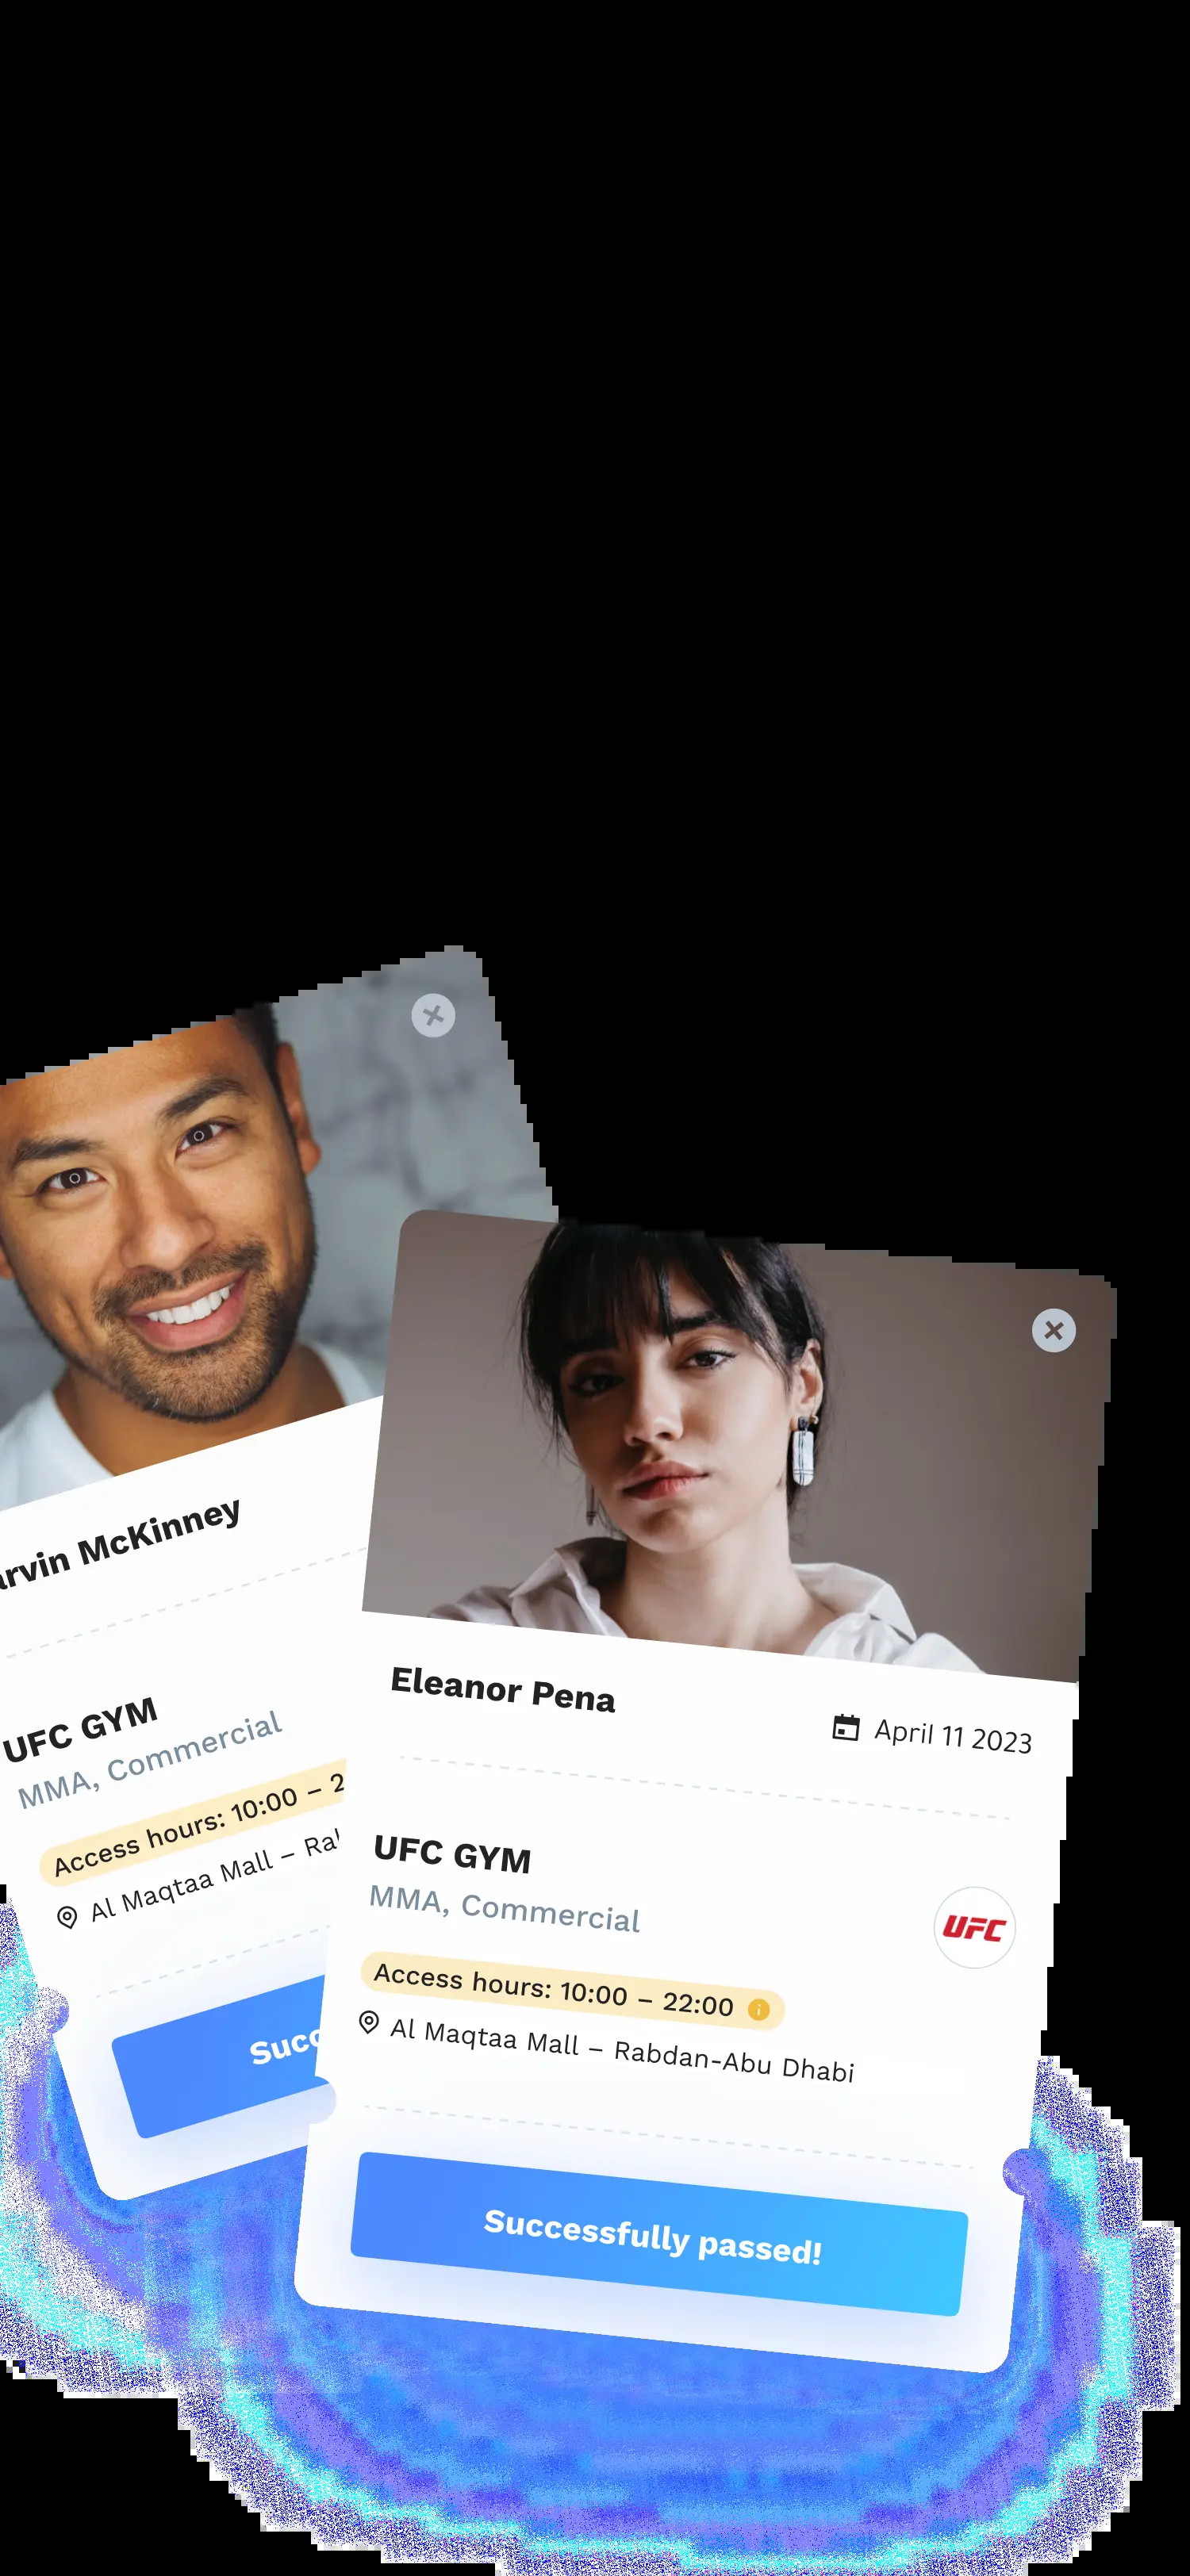 arvin McKinney
UFC GYM
MMA, Commercial
Access hours: 10:00 – 2
Al Maqtaa Mall – Ral
Succ
Eleanor Pena
April 11 2023
UFC GYM
MMA, Commercial
UFC
Access hours: 10:00 – 22:00
Al Maqtaa Mall – Rabdan-Abu Dhabi
Successfully passed!